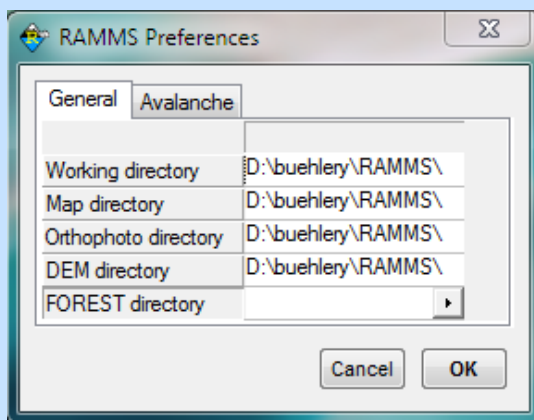 RAMMS Preferences
General Avalanche
Working directory D:\buehlery\RAMMS\
Map directory D:\buehlery\RAMMS\
Orthophoto directory D:\buehlery\RAMMS\
DEM directory D:\buehlery\RAMMS\
FOREST directory
Cancel OK